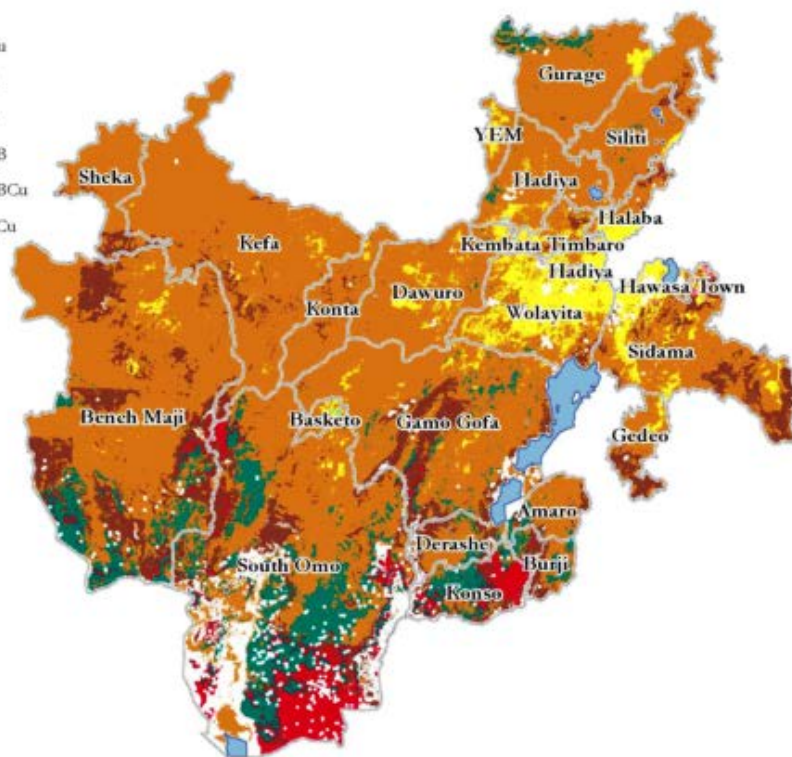 Gurage
YEM
Siliti
Sheka
Hadiya
Halaba
Kefa
Kembata Timbaro
Hadiya
Hawasa Town
Dawuro
Konta
Wolayita
Sidama
Bench Maji
Basketo
Gamo Gofa
Gedeo
Amaro
Derashe
Burji
South Omo
Konso